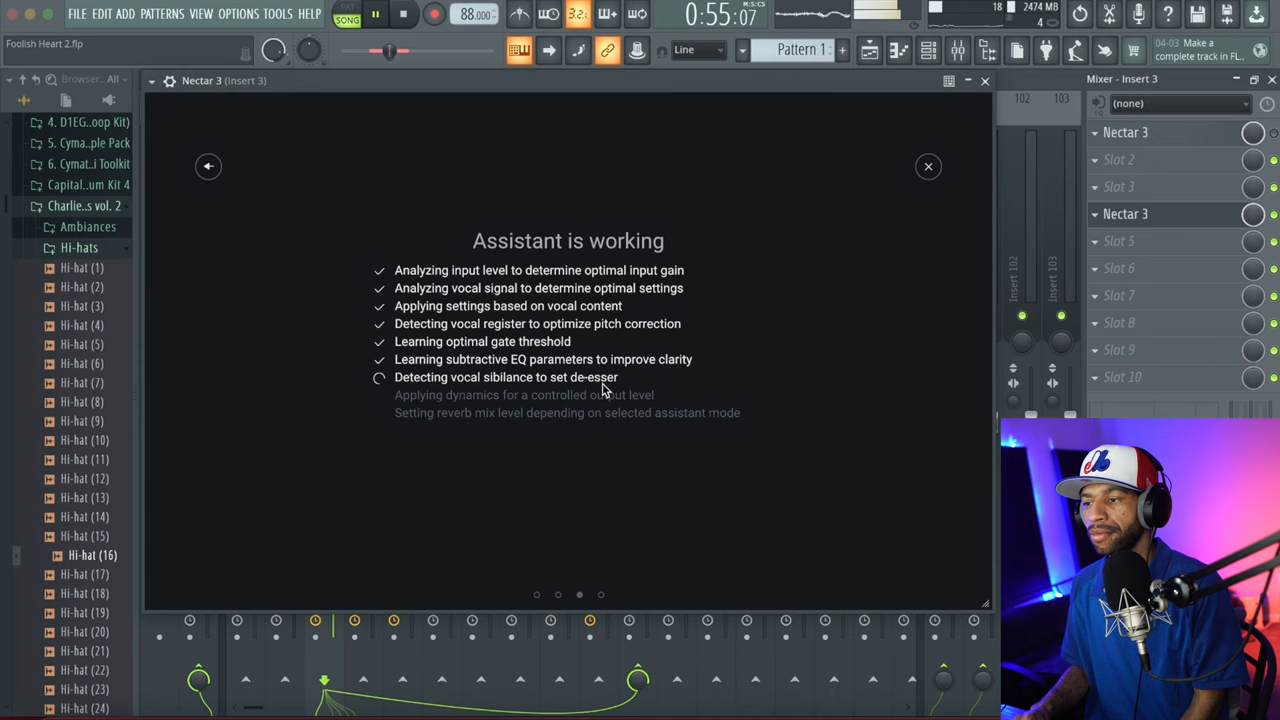 FILE EDIT ADD PATTERNS VIEW OPTIONS TOOLS HELP
PAT
SONG
88.000
3.2.
0:55:07
M:S:CS
18
2474 MB
4
Foolish Heart 2.flp
Line
Pattern 1
04-03 Make a
complete track in FL..
Browser.. All
Nectar 3 (Insert 3)
Mixer - Insert 3
4. D1EG..oop Kit)
5. Cyma..ple Pack
6. Cymat..i Toolkit
Capital..um Kit 4
Charlie..s vol. 2
Ambiances
Hi-hats
Hi-hat (1)
Hi-hat (2)
Hi-hat (3)
Hi-hat (4)
Hi-hat (5)
Hi-hat (6)
Hi-hat (7)
Hi-hat (8)
Hi-hat (9)
Hi-hat (10)
Hi-hat (11)
Hi-hat (12)
Hi-hat (13)
Hi-hat (14)
Hi-hat (15)
Hi-hat (16)
Hi-hat (17)
Hi-hat (18)
Hi-hat (19)
Hi-hat (20)
Hi-hat (21)
Hi-hat (22)
Hi-hat (23)
Hi-hat (24)
Assistant is working
Analyzing input level to determine optimal input gain
Analyzing vocal signal to determine optimal settings
Applying settings based on vocal content
Detecting vocal register to optimize pitch correction
Learning optimal gate threshold
Learning subtractive EQ parameters to improve clarity
Detecting vocal sibilance to set de-esser
Applying dynamics for a controlled output level
Setting reverb mix level depending on selected assistant mode
102 103
Insert 102
Insert 103
(none)
Nectar 3
Slot 2
Slot 3
Nectar 3
Slot 5
Slot 6
Slot 7
Slot 8
Slot 9
Slot 10